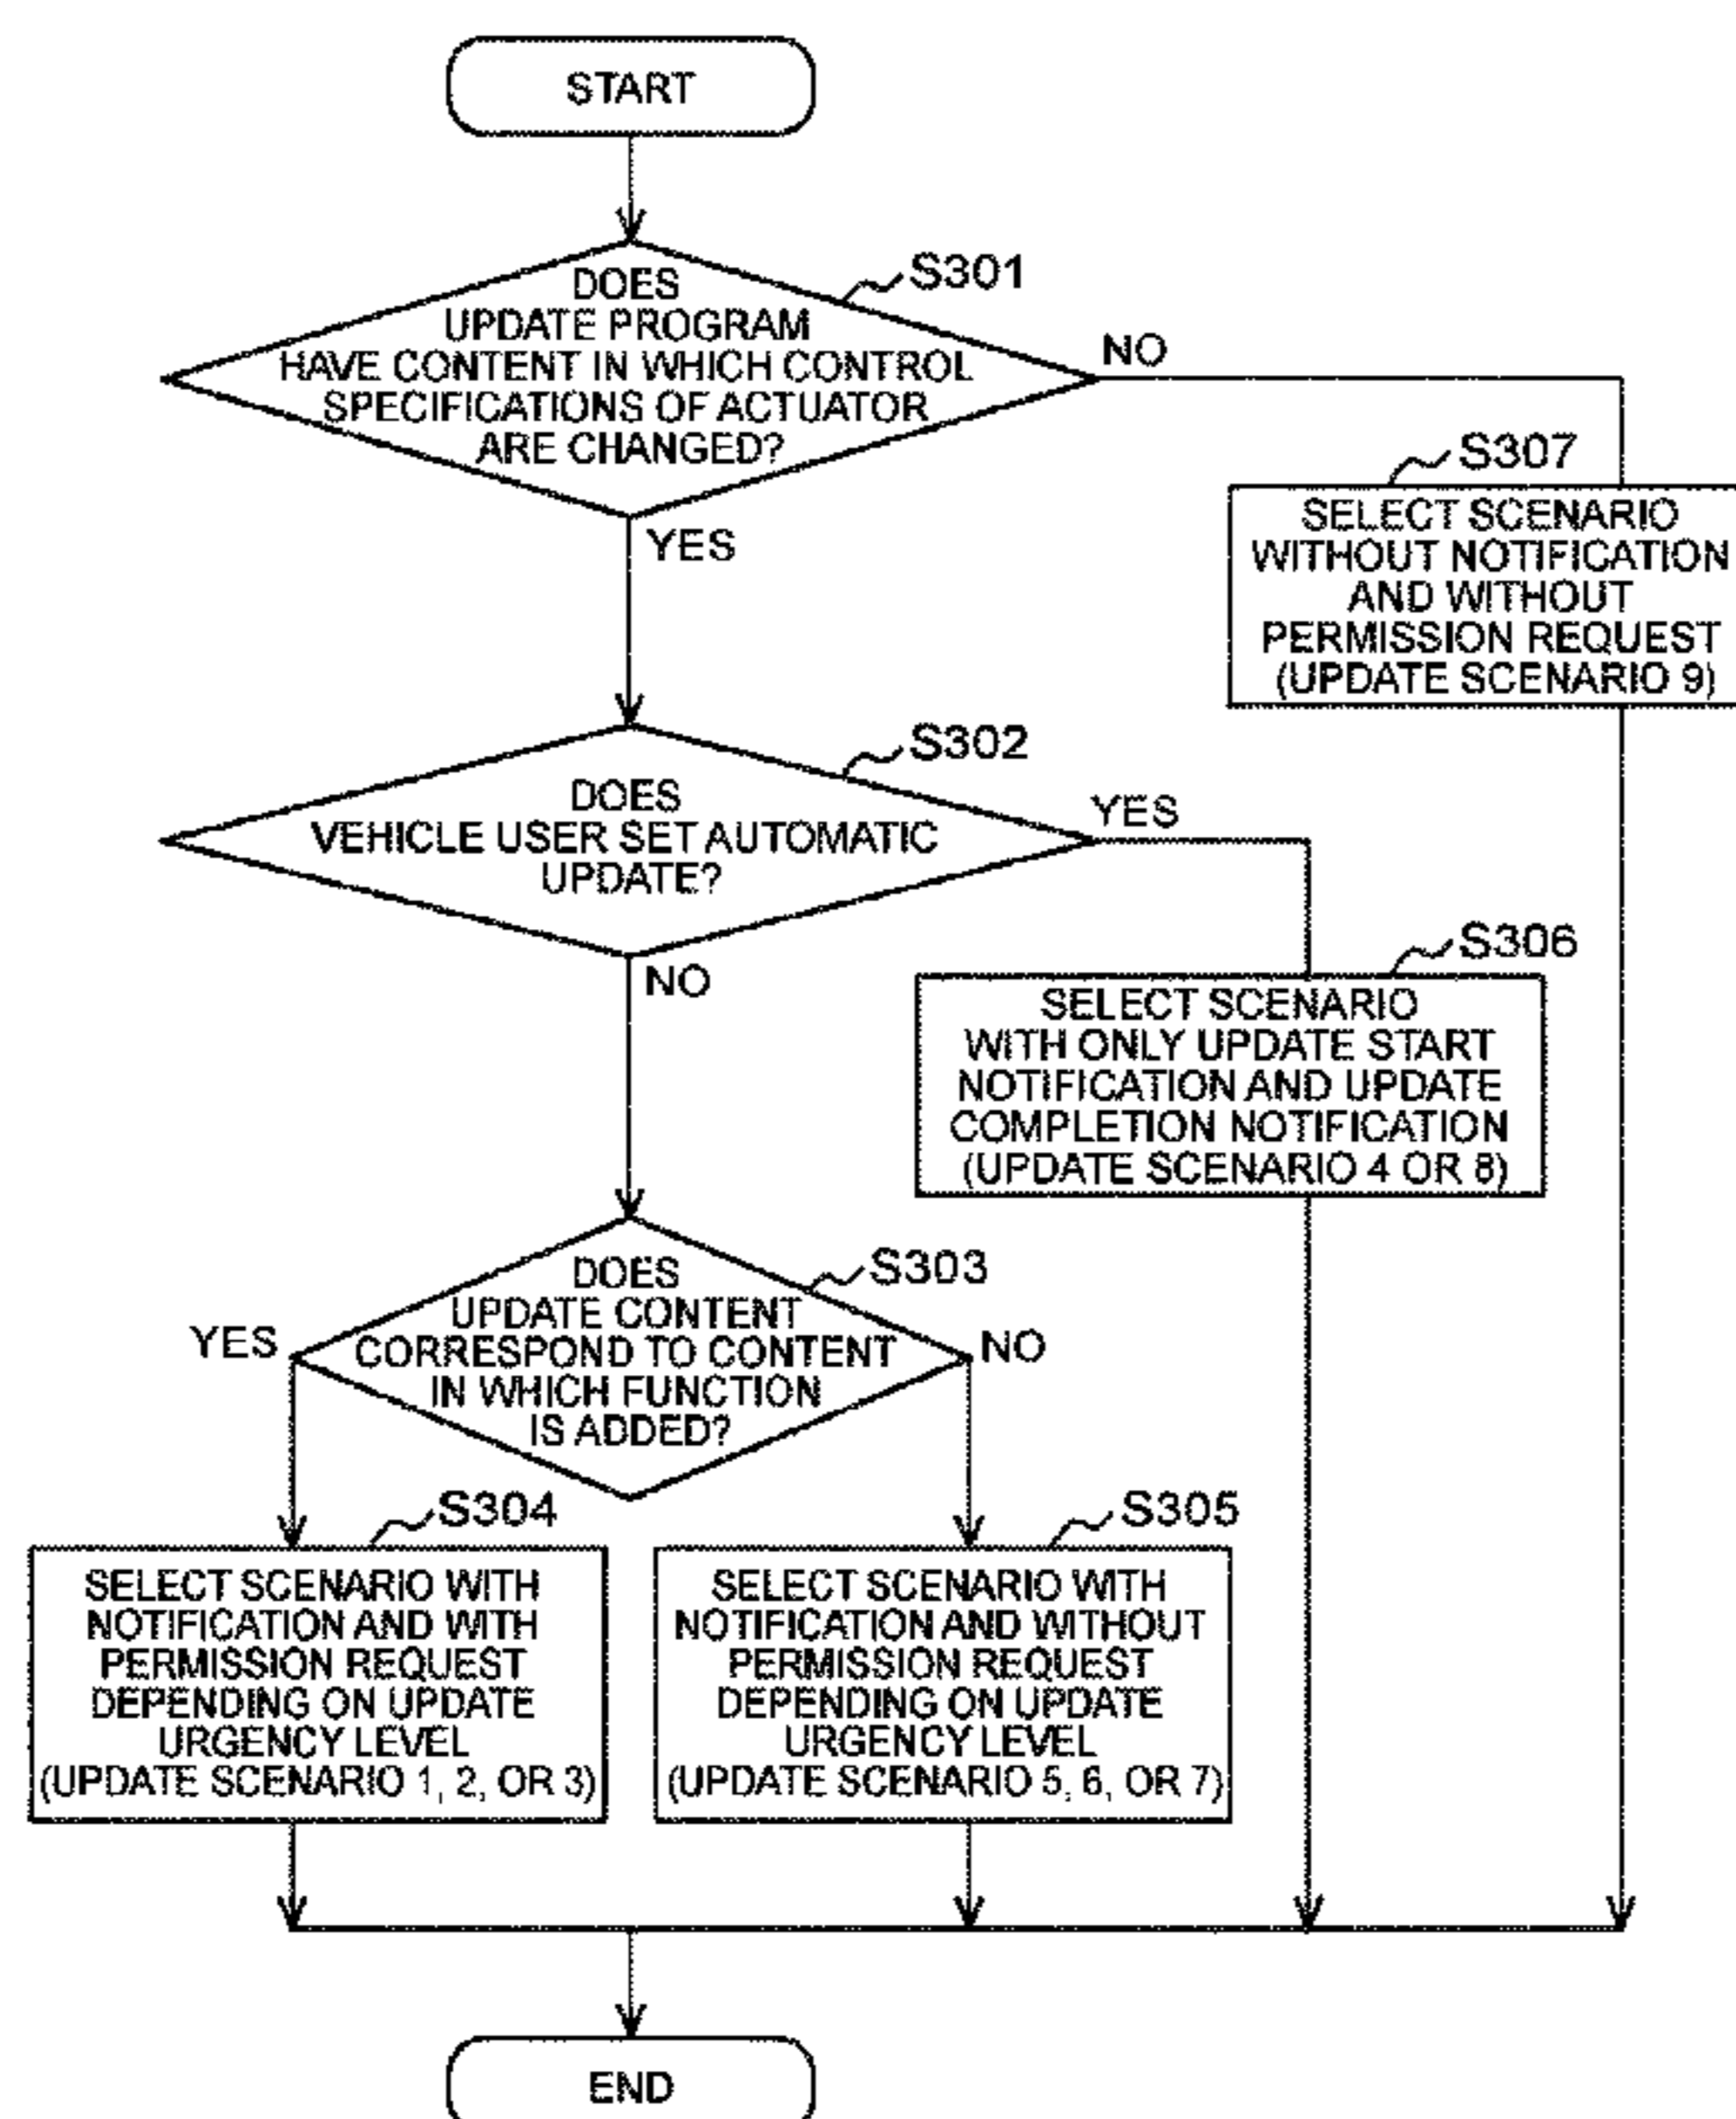 START
S301
DOES
UPDATE PROGRAM
HAVE CONTENT IN WHICH CONTROL
SPECIFICATIONS OF ACTUATOR
ARE CHANGED?
NO
YES
S307
SELECT SCENARIO
WITHOUT NOTIFICATION
AND WITHOUT
PERMISSION REQUEST
(UPDATE SCENARIO 9)
S302
DOES
VEHICLE USER SET AUTOMATIC
UPDATE?
YES
NO
S306
SELECT SCENARIO
WITH ONLY UPDATE START
NOTIFICATION AND UPDATE
COMPLETION NOTIFICATION
(UPDATE SCENARIO 4 OR 8)
S303
DOES
UPDATE CONTENT
CORRESPOND TO CONTENT
IN WHICH FUNCTION
IS ADDED?
YES
NO
S304
SELECT SCENARIO WITH
NOTIFICATION AND WITH
PERMISSION REQUEST
DEPENDING ON UPDATE
URGENCY LEVEL
(UPDATE SCENARIO 1, 2, OR 3)
S305
SELECT SCENARIO WITH
NOTIFICATION AND WITHOUT
PERMISSION REQUEST
DEPENDING ON UPDATE
URGENCY LEVEL
(UPDATE SCENARIO 5, 6, OR 7)
END